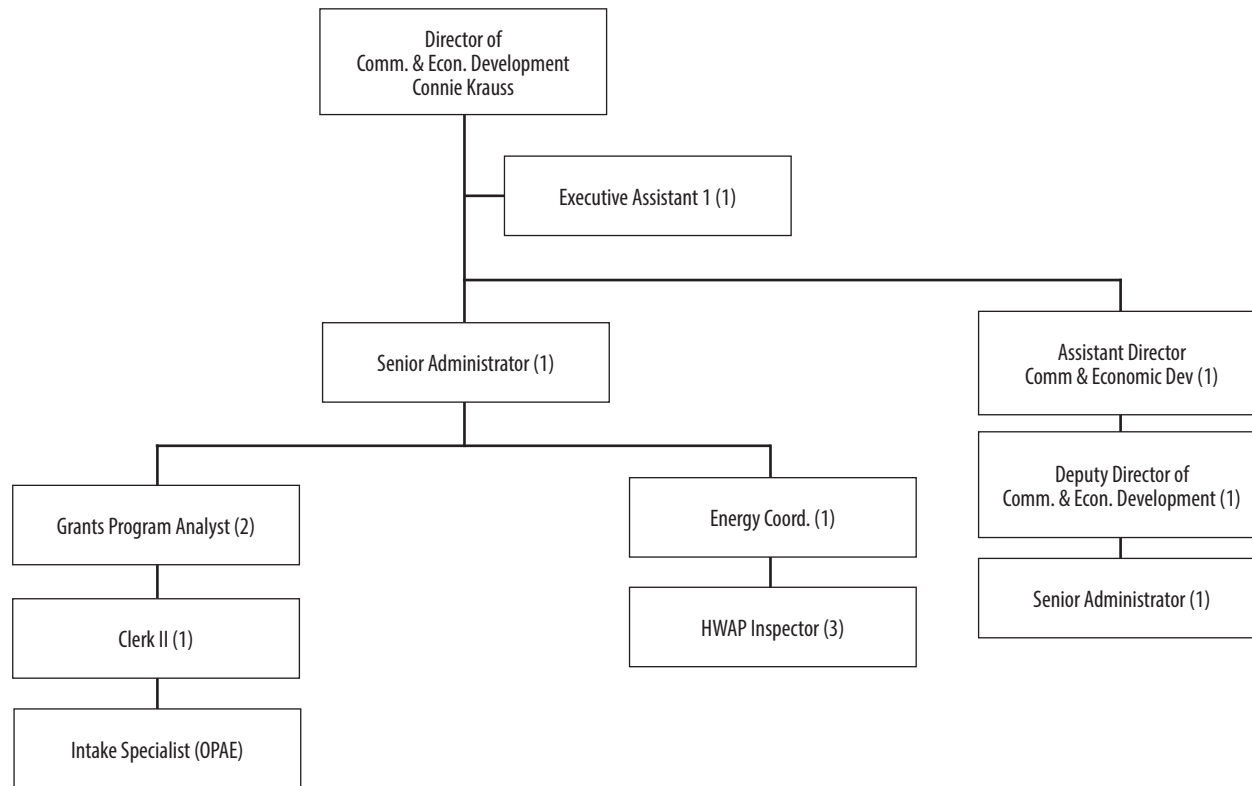 Director of
Comm. & Econ. Development
Connie Krauss
Executive Assistant 1 (1)
Senior Administrator (1)
Assistant Director
Comm & Economic Dev (1)
Deputy Director of
Comm. & Econ. Development (1)
Senior Administrator (1)
Grants Program Analyst (2)
Energy Coord. (1)
Clerk II (1)
HWAP Inspector (3)
Intake Specialist (OPAE)